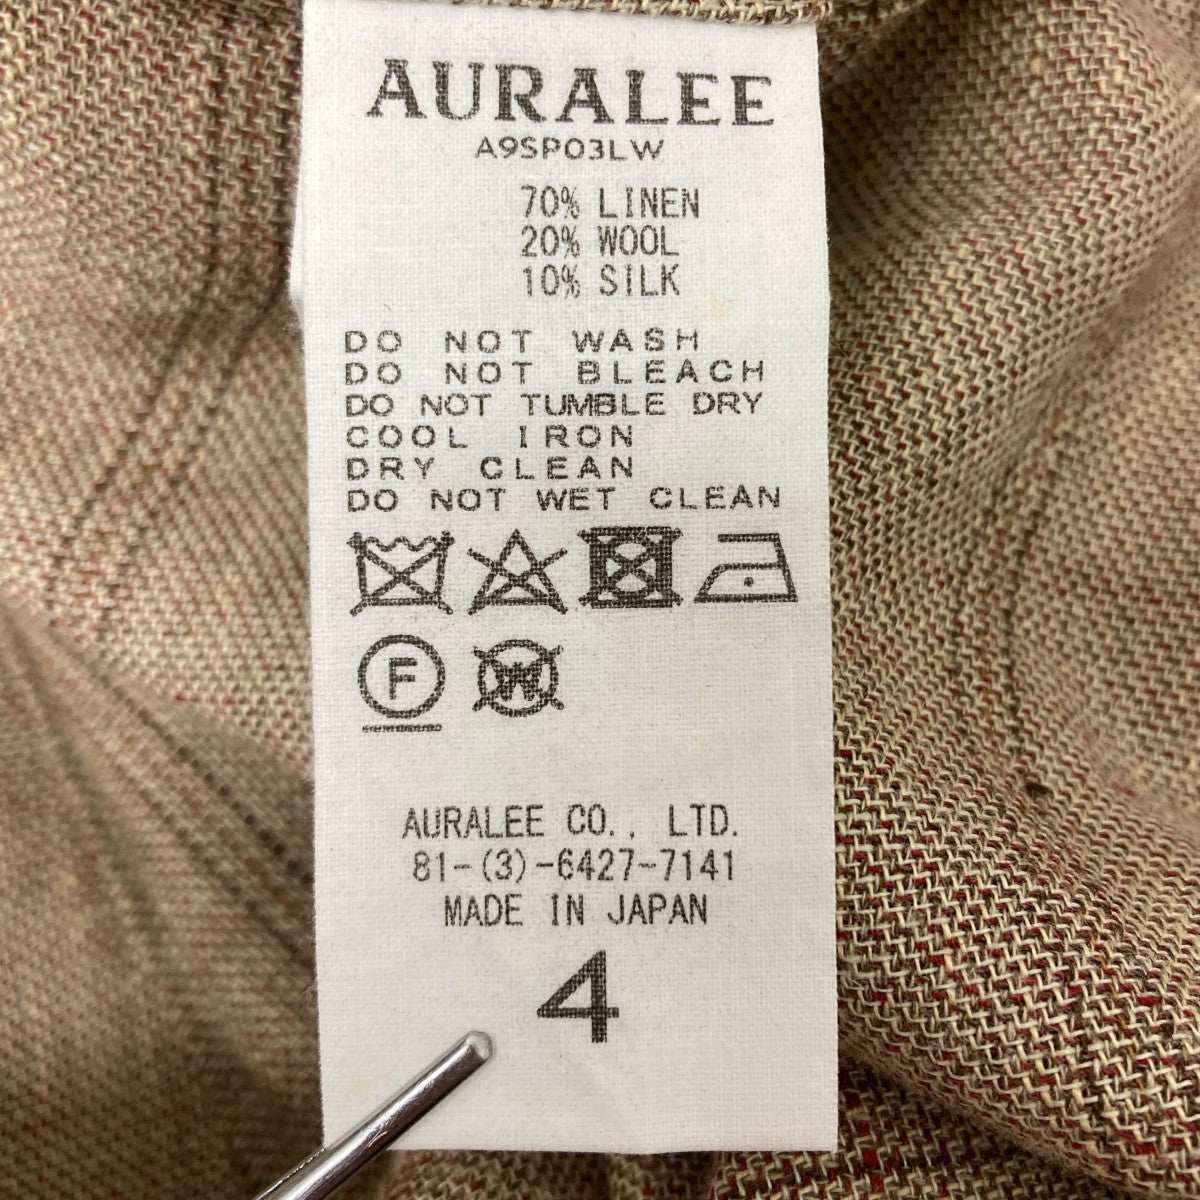 AURALEE
A9SP03LW
70% LINEN
20% WOOL
10% SILK
DO NOT WASH
DO NOT BLEACH
DO NOT TUMBLE DRY
COOL IRON
DRY CLEAN
DO NOT WET CLEAN
F W
AURALEE CO., LTD.
81-(3)-6427-7141
MADE IN JAPAN
4